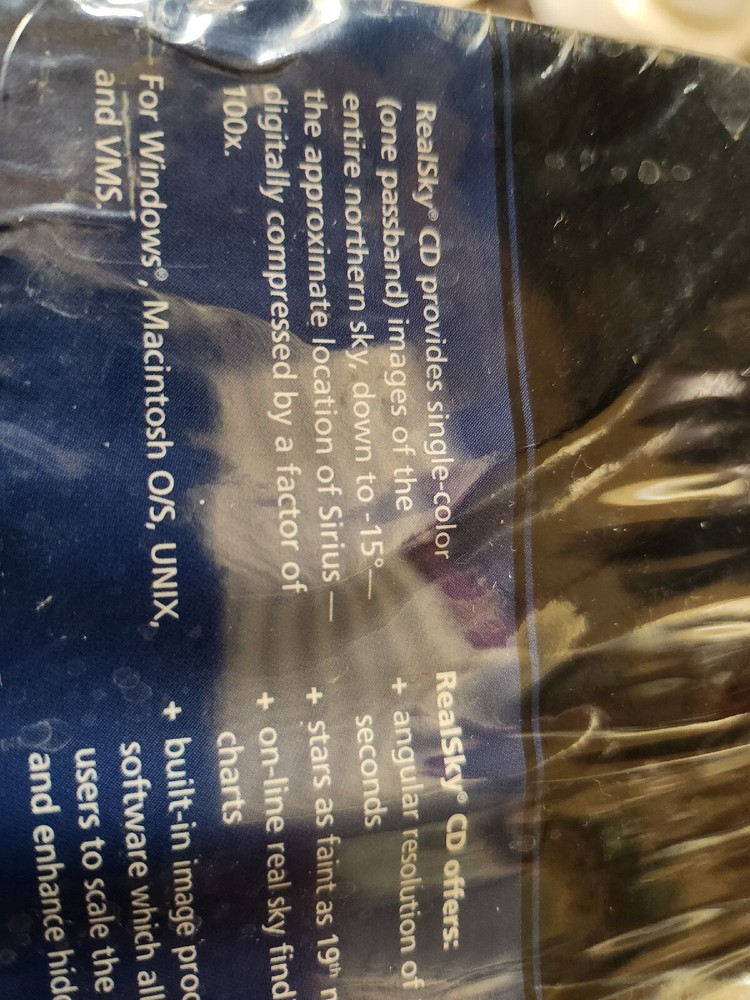 RealSky® CD provides single-color
(one passband) images of the
entire northern sky, down to -15°—
the approximate location of Sirius —
digitally compressed by a factor of
100x.
For Windows®, Macintosh O/S, UNIX,
and VMS.
RealSky® CD offers:
+ angular resolution of
seconds
+ stars as faint as 19th
+ on-line real sky find
charts
+ built-in image proc
software which all
users to scale the
and enhance hid